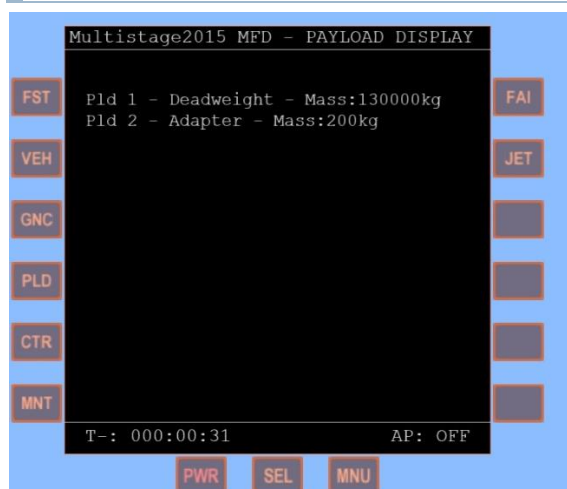 Multistage2015 MFD - PAYLOAD DISPLAY
FST
FAI
Pld 1 - Deadweight - Mass:130000kg
Pld 2 - Adapter - Mass:200kg
VEH
JET
GNC
PLD
CTR
MNT
T-: 000:00:31 AP: OFF
PWR SEL MNU